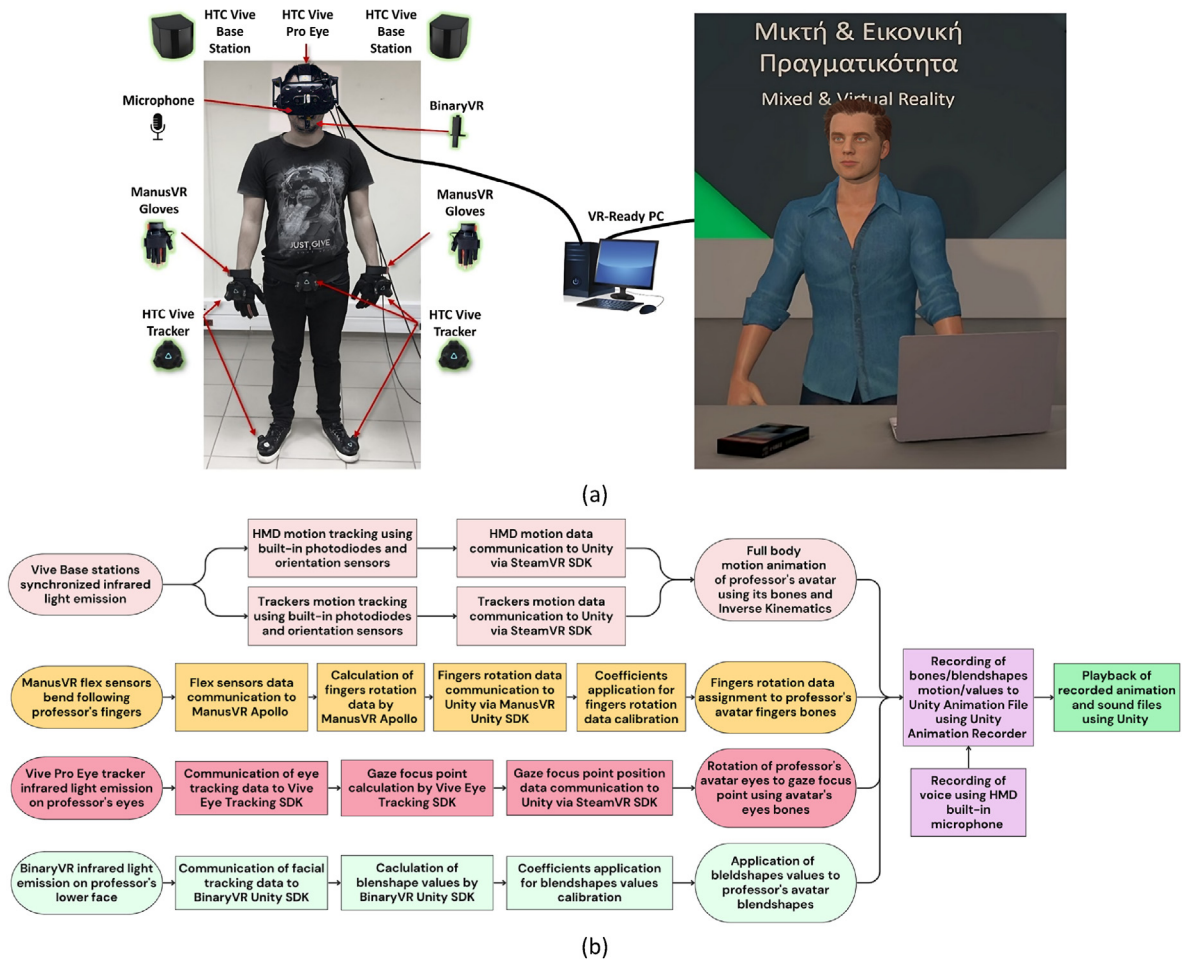 HTC Vive
Base
Station
HTC Vive
Pro Eye
HTC Vive
Base
Station
Microphone
BinaryVR
ManusVR
Gloves
ManusVR
Gloves
JUST GIVE
HTC Vive
Tracker
HTC Vive
Tracker
VR-Ready PC
Μικτή & Εικονική
Πραγματικότητα
Mixed & Virtual Reality
(a)
Vive Base stations
synchronized infrared
light emission
HMD motion tracking using
built-in photodiodes and
orientation sensors
HMD motion data
communication to Unity
via SteamVR SDK
Trackers motion tracking
using built-in photodiodes
and orientation sensors
Trackers motion data
communication to Unity
via SteamVR SDK
Full body
motion animation
of professor's avatar
using its bones and
Inverse Kinematics
ManusVR flex sensors
bend following
professor's fingers
Flex sensors data
communication to
ManusVR Apollo
Calculation of
fingers rotation
data by
ManusVR Apollo
Fingers rotation data
communication to
Unity via ManusVR
Unity SDK
Coefficients
application for
fingers rotation
data calibration
Fingers rotation data
assignment to professor's
avatar fingers bones
Recording of
bones/blendshapes
motion/values to
Unity Animation File
using Unity
Animation Recorder
Playback of
recorded animation
and sound files
using Unity
Vive Pro Eye tracker
infrared light emission
on professor's eyes
Communication of eye
tracking data to Vive
Eye Tracking SDK
Gaze focus point
calculation by Vive Eye
Tracking SDK
Gaze focus point position
data communication to
Unity via SteamVR SDK
Rotation of professor's
avatar eyes to gaze focus
point using avatar's
eyes bones
Recording of
voice using HMD
built-in
microphone
BinaryVR infrared light
emission on professor's
lower face
Communication of facial
tracking data to
BinaryVR Unity SDK
Caclulation of
blenshape values by
BinaryVR Unity SDK
Coefficients application
for blendshapes values
calibration
Application of
bleldshapes values to
professor's avatar
blendshapes
(b)